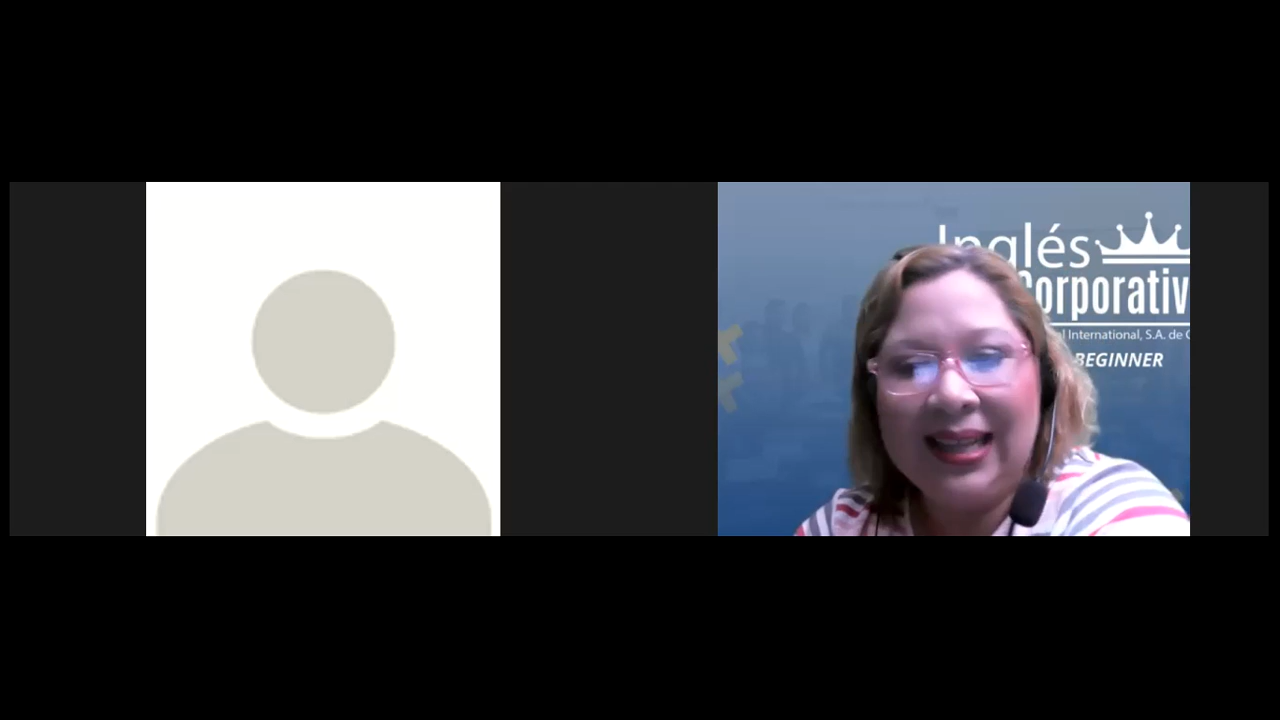 Inglés
Corporativ
l International, S.A. de C
BEGINNER